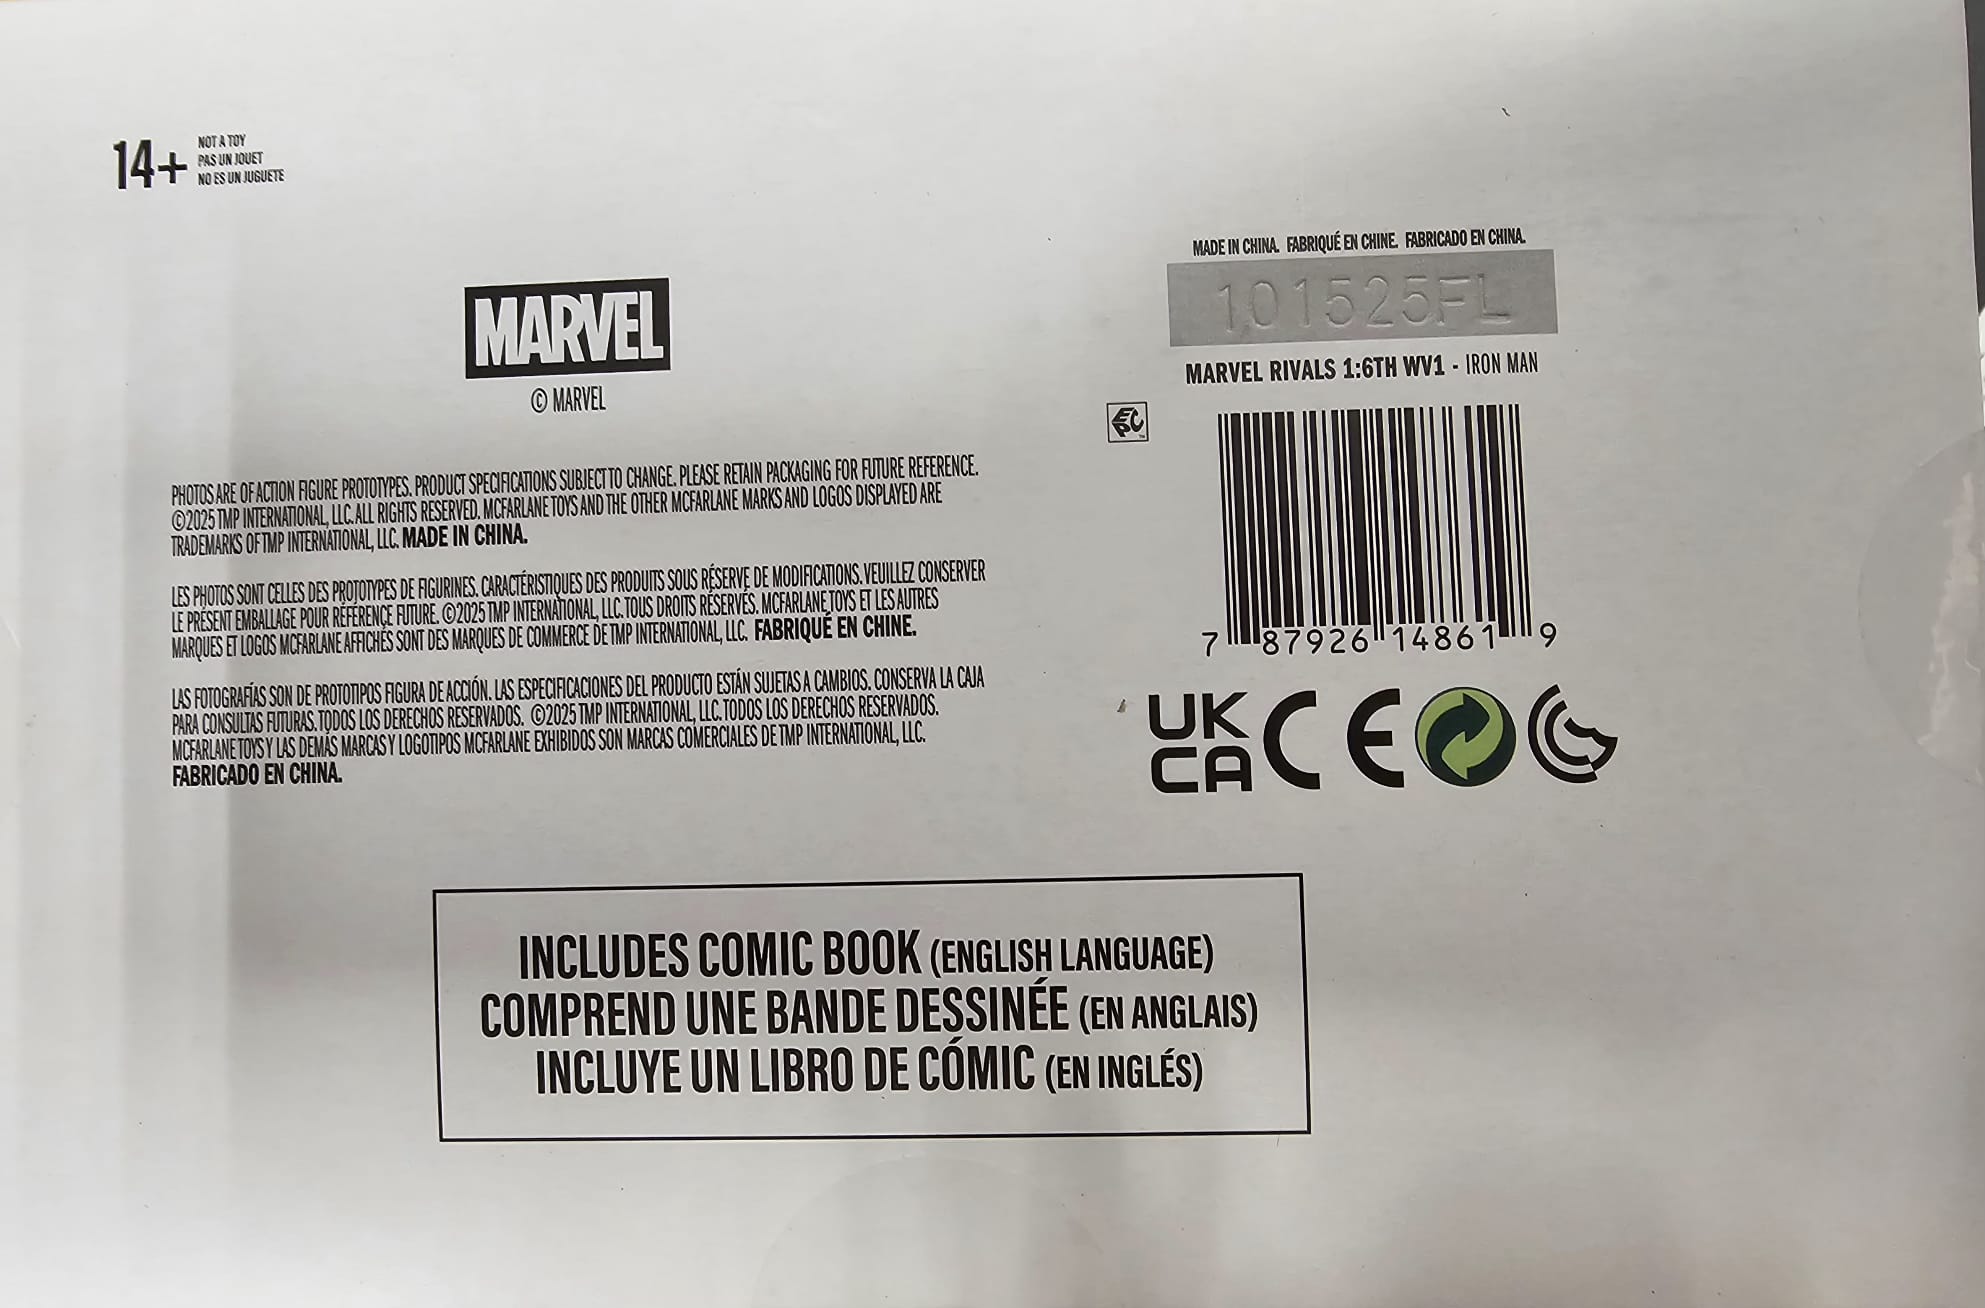 14+
NOT A TOY
PAS UN JOUET
NO ES UN JUGUETE
MARVEL
© MARVEL
PHOTOS ARE OF ACTION FIGURE PROTOTYPES. PRODUCT SPECIFICATIONS SUBJECT TO CHANGE. PLEASE RETAIN PACKAGING FOR FUTURE REFERENCE.
©2025 TMP INTERNATIONAL, LLC. ALL RIGHTS RESERVED. MCFARLANE TOYS AND THE OTHER MCFARLANE MARKS AND LOGOS DISPLAYED ARE
TRADEMARKS OF TMP INTERNATIONAL, LLC. MADE IN CHINA.
LES PHOTOS SONT CELLES DES PROTOTYPES DE FIGURINES. CARACTÉRISTIQUES DES PRODUITS SOUS RÉSERVE DE MODIFICATIONS. VEUILLEZ CONSERVER
LE PRÉSENT EMBALLAGE POUR RÉFÉRENCE FUTURE. ©2025 TMP INTERNATIONAL, LLC. TOUS DROITS RÉSERVÉS. MCFARLANE TOYS ET LES AUTRES
MARQUES ET LOGOS MCFARLANE AFFICHÉS SONT DES MARQUES DE COMMERCE DE TMP INTERNATIONAL, LLC. FABRIQUÉ EN CHINE.
LAS FOTOGRAFÍAS SON DE PROTOTIPOS FIGURA DE ACCIÓN. LAS ESPECIFICACIONES DEL PRODUCTO ESTÁN SUJETAS A CAMBIOS. CONSERVA LA CAJA
PARA CONSULTAS FUTURAS. TODOS LOS DERECHOS RESERVADOS. ©2025 TMP INTERNATIONAL, LLC. TODOS LOS DERECHOS RESERVADOS.
MCFARLANE TOYS Y LAS DEMÁS MARCAS Y LOGOTIPOS MCFARLANE EXHIBIDOS SON MARCAS COMERCIALES DE TMP INTERNATIONAL, LLC.
FABRICADO EN CHINA.
MADE IN CHINA. FABRIQUÉ EN CHINE. FABRICADO EN CHINA.
101525FL
MARVEL RIVALS 1:6TH WV1 - IRON MAN
EPC™
7 87926 14861 9
UK
CA
CE
INCLUDES COMIC BOOK (ENGLISH LANGUAGE)
COMPREND UNE BANDE DESSINÉE (EN ANGLAIS)
INCLUYE UN LIBRO DE CÓMIC (EN INGLÉS)